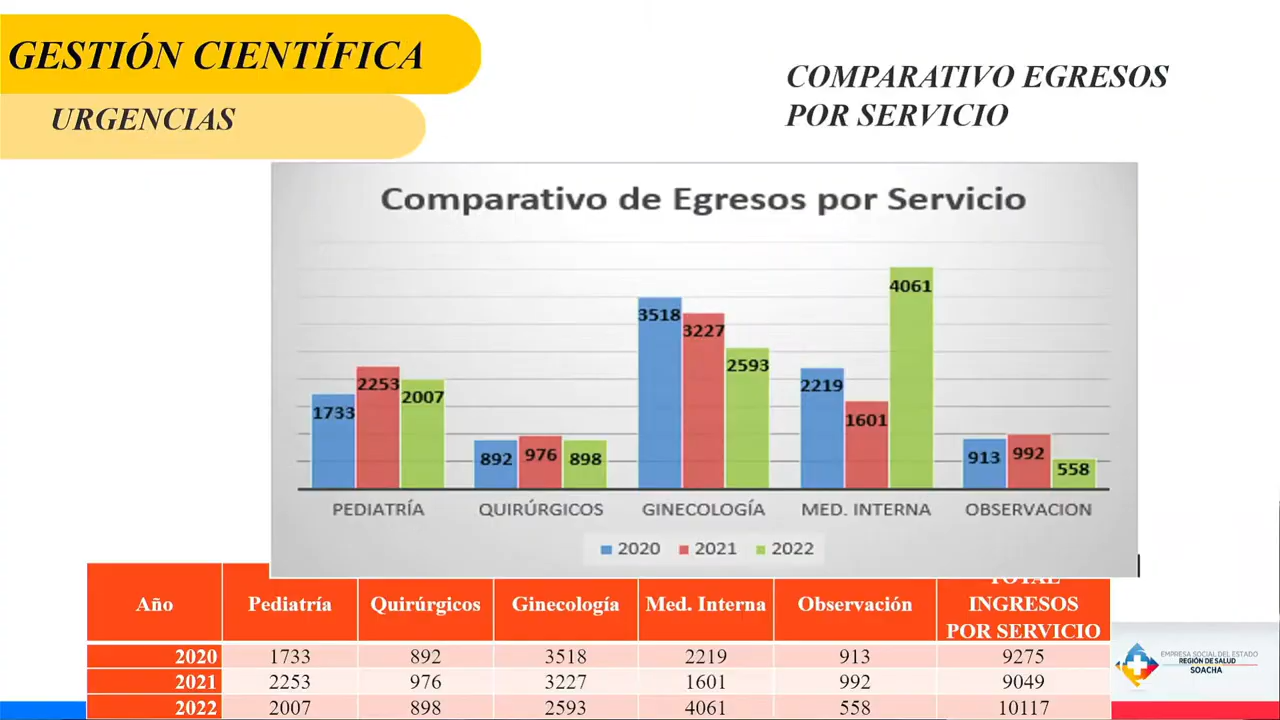 GESTIÓN CIENTÍFICA
URGENCIAS
COMPARATIVO EGRESOS
POR SERVICIO
Comparativo de Egresos por Servicio
1733 2253 2007 892 976 898 3518 3227 2593 2219 1601 4061 913 992 558
PEDIATRÍA QUIRÚRGICOS GINECOLOGÍA MED. INTERNA OBSERVACION
2020 2021 2022
Año Pediatría Quirúrgicos Ginecología Med. Interna Observación TOTAL
INGRESOS
POR SERVICIO
2020 1733 892 3518 2219 913 9275
2021 2253 976 3227 1601 992 9049
2022 2007 898 2593 4061 558 10117
EMPRESA SOCIAL DEL ESTADO
REGIÓN DE SALUD
SOACHA